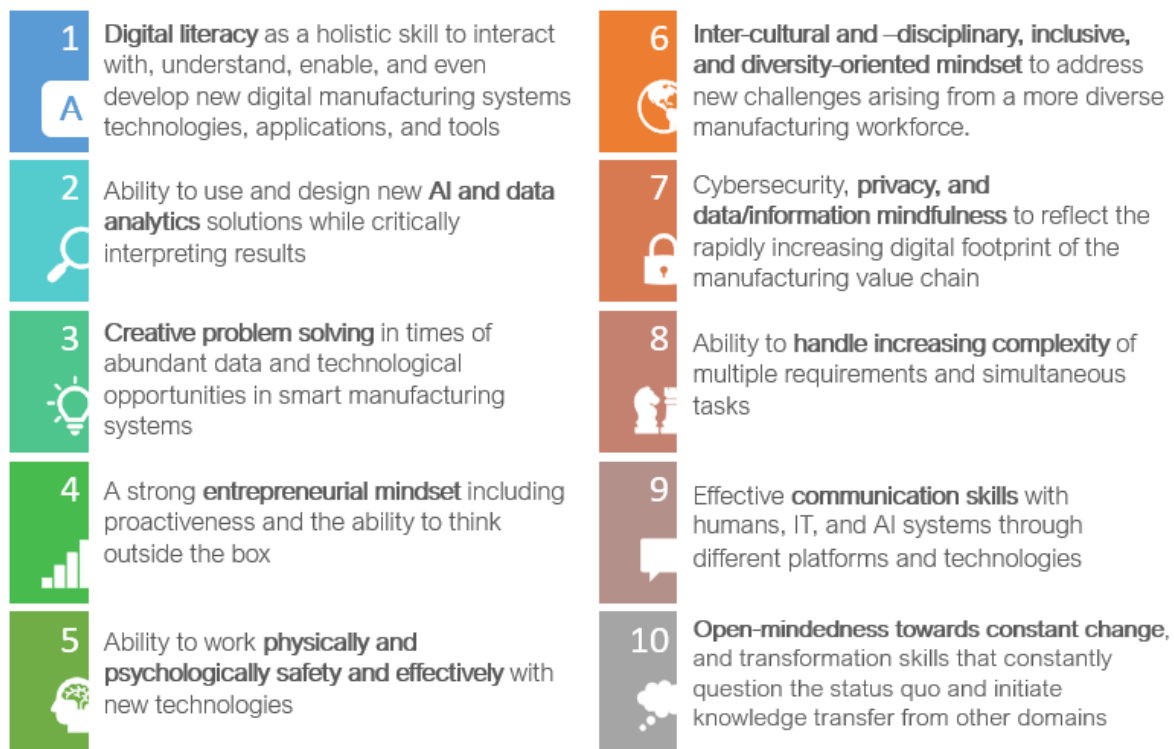 1
Digital literacy as a holistic skill to interact
with, understand, enable, and even
develop new digital manufacturing systems
technologies, applications, and tools
A
2
Ability to use and design new AI and data
analytics solutions while critically
interpreting results
3
Creative problem solving in times of
abundant data and technological
opportunities in smart manufacturing
systems
4
A strong entrepreneurial mindset including
proactiveness and the ability to think
outside the box
5
Ability to work physically and
psychologically safety and effectively with
new technologies
6
Inter-cultural and –disciplinary, inclusive,
and diversity-oriented mindset to address
new challenges arising from a more diverse
manufacturing workforce.
7
Cybersecurity, privacy, and
data/information mindfulness to reflect the
rapidly increasing digital footprint of the
manufacturing value chain
8
Ability to handle increasing complexity of
multiple requirements and simultaneous
tasks
9
Effective communication skills with
humans, IT, and AI systems through
different platforms and technologies
10
Open-mindedness towards constant change,
and transformation skills that constantly
question the status quo and initiate
knowledge transfer from other domains